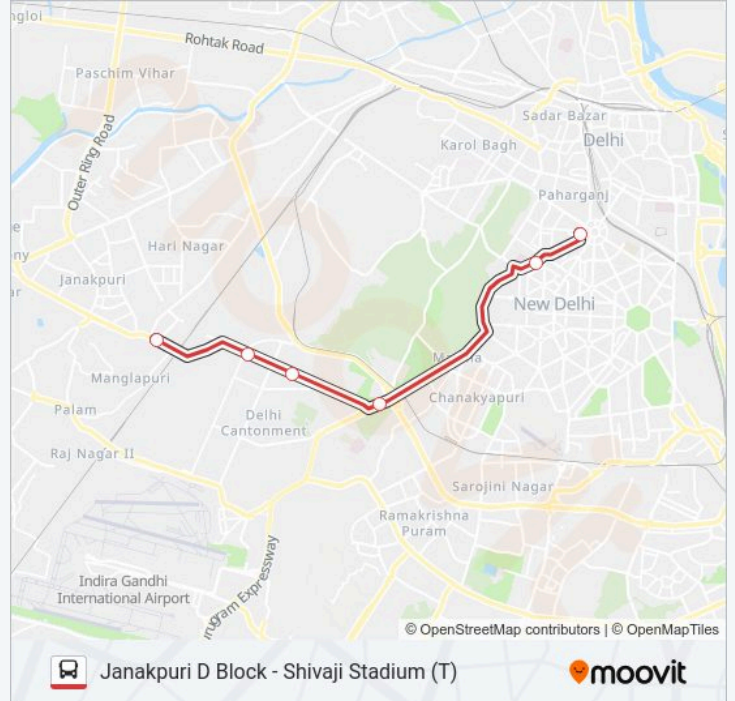 ngloi
Rohtak Road
Paschim Vihar
Sadar Bazar
Delhi
Karol Bagh
Outer Ring Road
Paharganj
Hari Nagar
Janakpuri
New Delhi
Manglapuri
Chanakyapuri
Palam
Delhi
Cantonment
Raj Nagar II
Sarojini Nagar
Ramakrishna
Puram
Indira Gandhi
International Airport
rugram Expressway
© OpenStreetMap contributors | © OpenMapTiles
Janakpuri D Block - Shivaji Stadium (T)
moovit